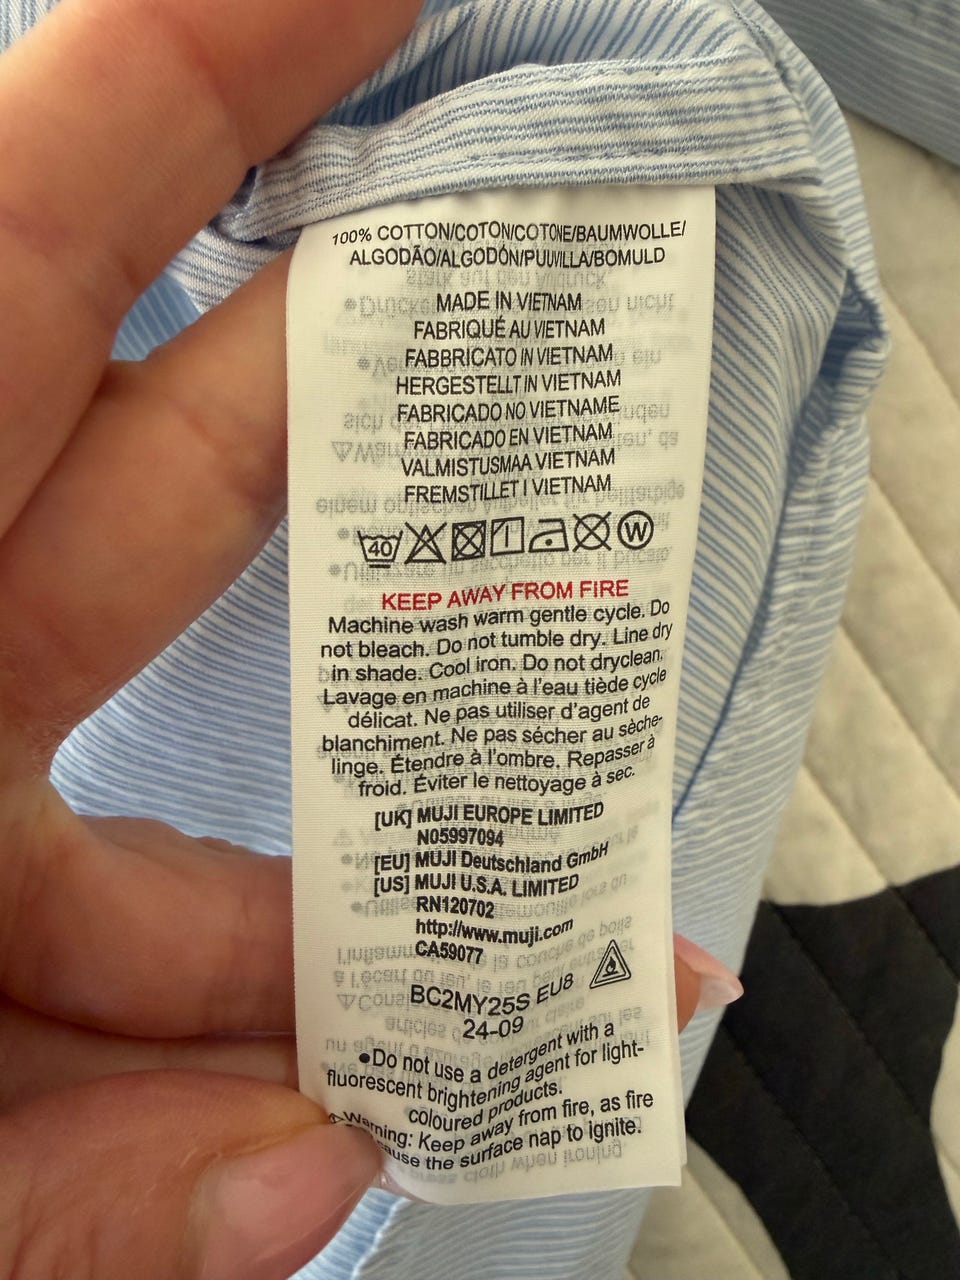 100% COTTON/COTON/COTONE/BAUMWOLLE/
ALGODÃO/ALGODÓN/PUUVILLA/BOMULD
MADE IN VIETNAM
FABRIQUÉ AU VIETNAM
FABBRICATO IN VIETNAM
HERGESTELLT IN VIETNAM
FABRICADO NO VIETNAME
FABRICADO EN VIETNAM
VALMISTUSMAA VIETNAM
FREMSTILLET I VIETNAM
40 W
KEEP AWAY FROM FIRE
Machine wash warm gentle cycle. Do
not bleach. Do not tumble dry. Line dry
in shade. Cool iron. Do not dryclean.
Lavage en machine à l'eau tiède cycle
délicat. Ne pas utiliser d'agent de
blanchiment. Ne pas sécher au sèche-
linge. Étendre à l'ombre. Repasser à
froid. Éviter le nettoyage à sec.
[UK] MUJI EUROPE LIMITED
N05997094
[EU] MUJI Deutschland GmbH
[US] MUJI U.S.A. LIMITED
RN120702
http://www.muji.com
CA59077
BC2MY25S EU8
24-09
●Do not use a detergent with a
fluorescent brightening agent for light-
coloured products.
⚠Warning: Keep away from fire, as fire
the surface nap to ignite.